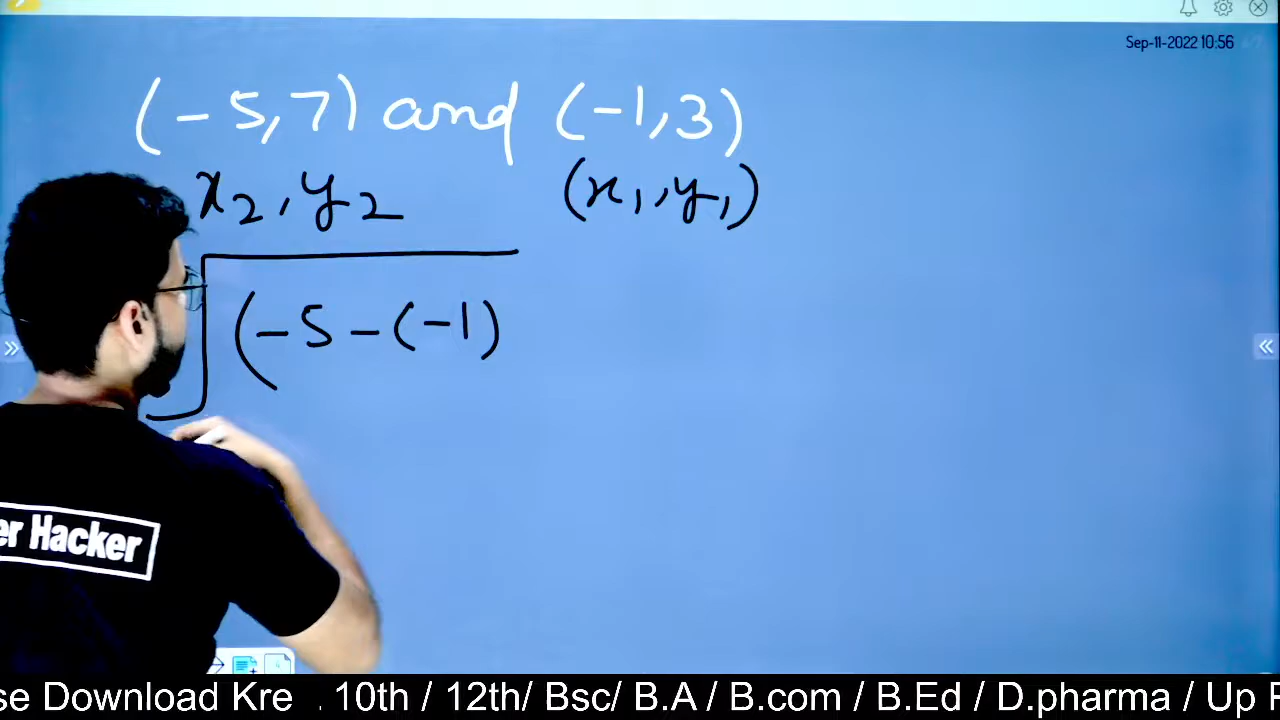 Sep-11-2022 10:56
(-5,7) and (-1,3)
x₂,y₂ (x₁,y₁)
√(-5-(-1)
er Hacker
se Download Kre . 10th / 12th/ Bsc/ B.A / B.com / B.Ed / D.pharma / Up